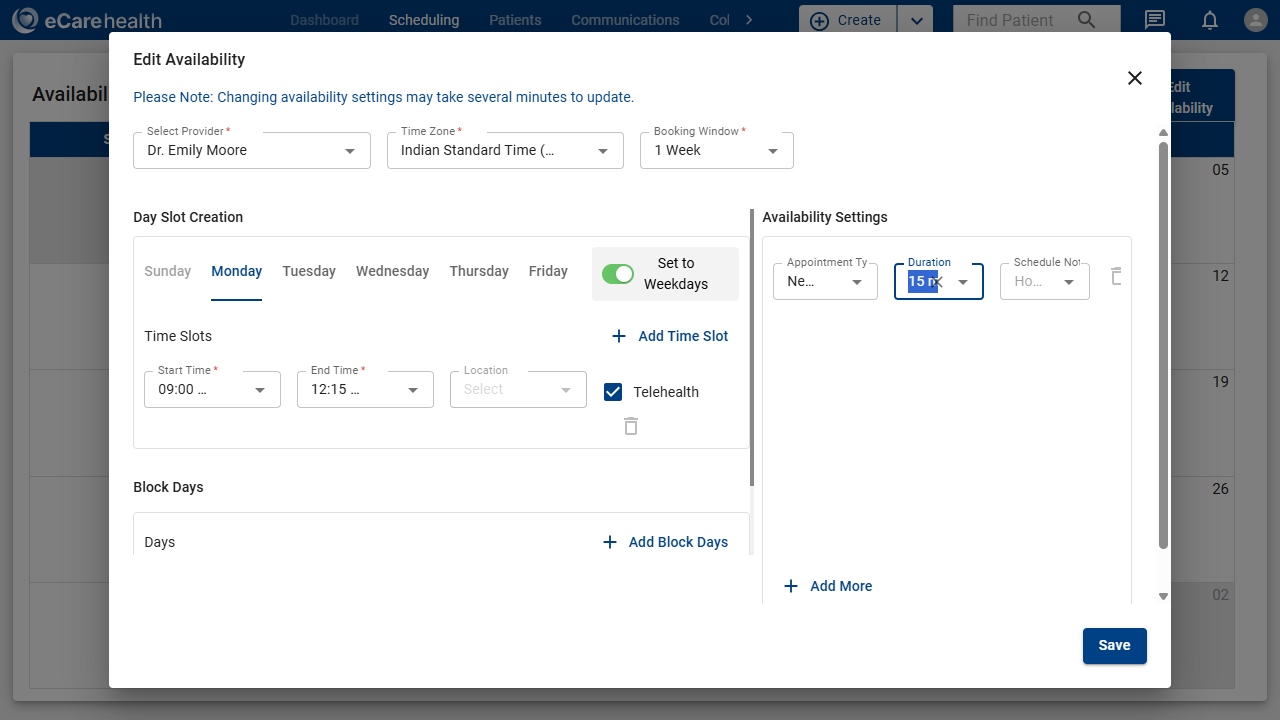 eCarehealth
Dashboard Scheduling Patients Communications Col
Create
Find Patient
Availabil
Edit
lability
Edit Availability
Please Note: Changing availability settings may take several minutes to update.
Select Provider *
Dr. Emily Moore
Time Zone *
Indian Standard Time (...
Booking Window *
1 Week
Day Slot Creation
Sunday Monday Tuesday Wednesday Thursday Friday
Set to
Weekdays
Time Slots
Add Time Slot
Start Time *
09:00 ...
End Time *
12:15 ...
Location
Select
Telehealth
Block Days
Days
Add Block Days
Availability Settings
Appointment Ty
Ne...
Duration
15
Schedule Not
Ho...
Add More
Save
05
12
19
26
02